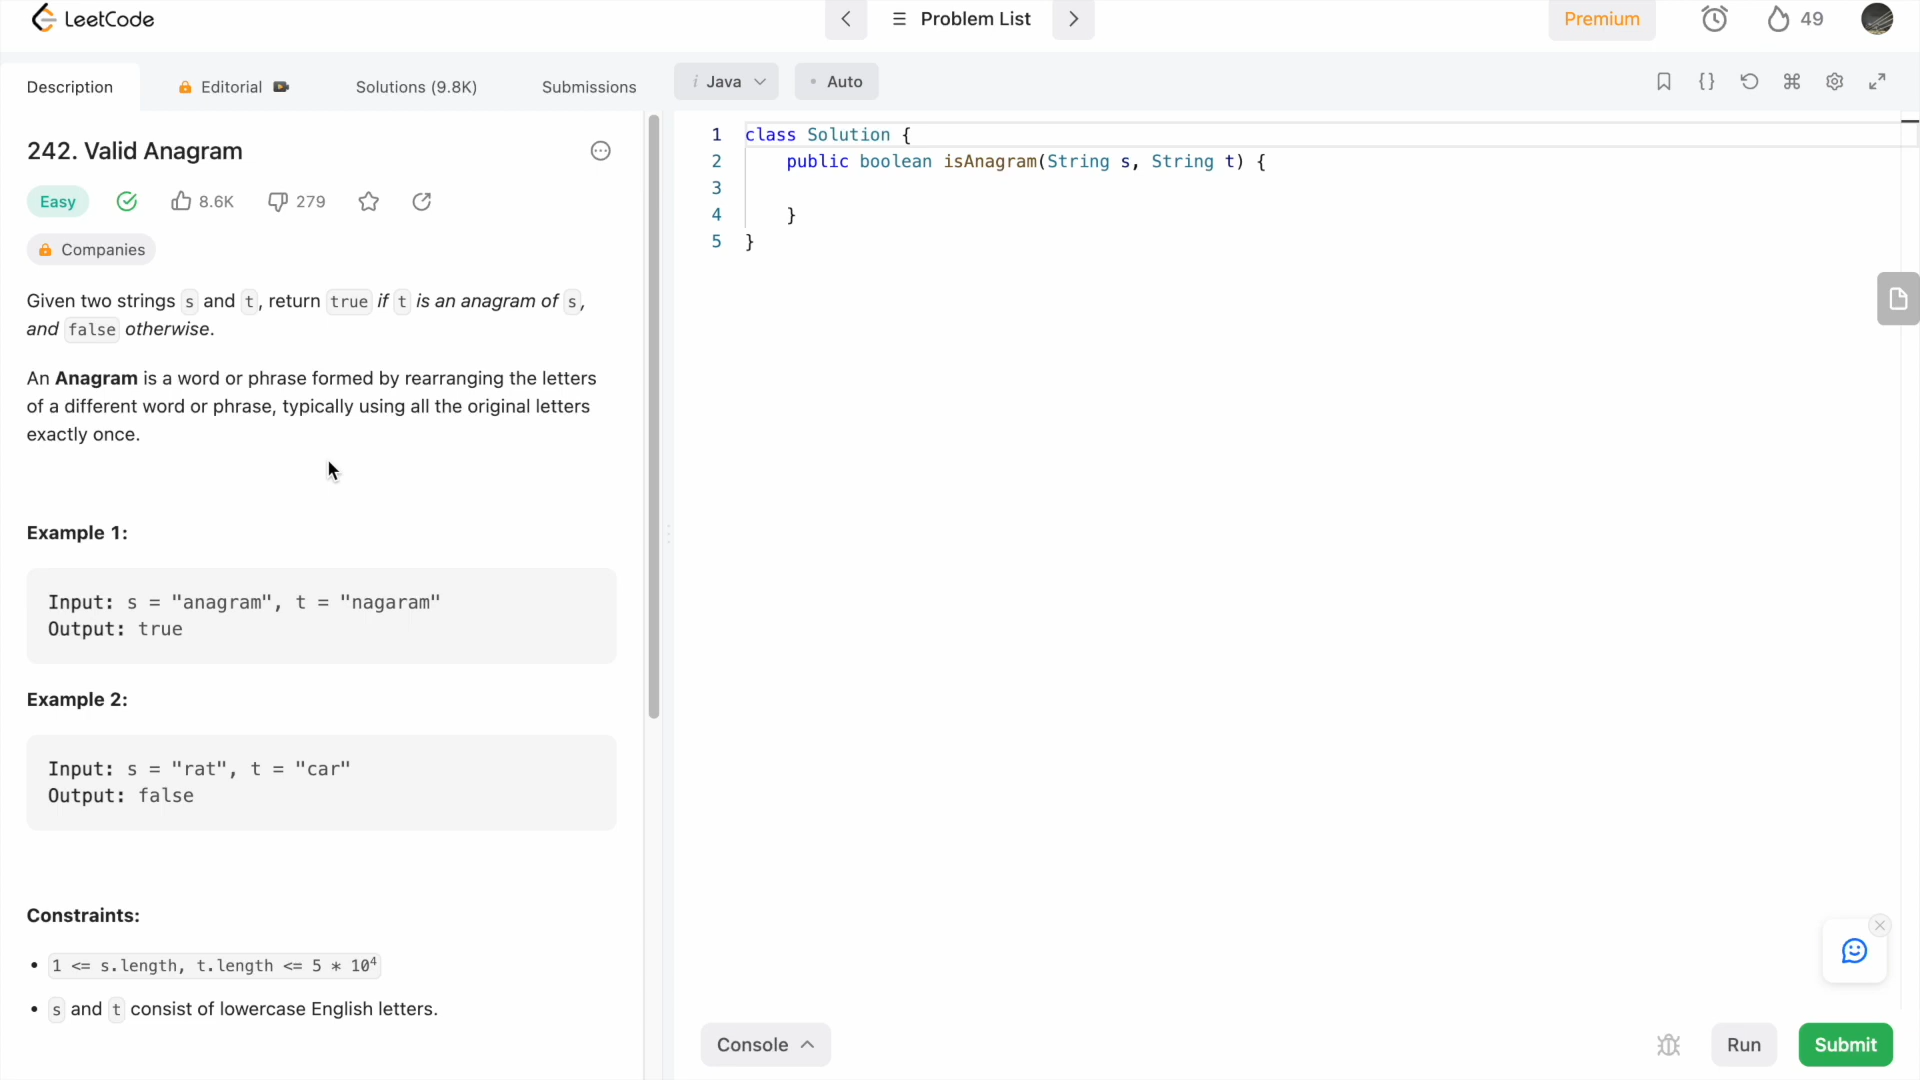 LeetCode
Problem List
Premium
49
Description
Editorial
Solutions (9.8K)
Submissions
i Java
Auto
242. Valid Anagram
Easy
8.6K
279
Companies
Given two strings s and t, return true if t is an anagram of s,
and false otherwise.
An Anagram is a word or phrase formed by rearranging the letters
of a different word or phrase, typically using all the original letters
exactly once.
Example 1:
Input: s = "anagram", t = "nagaram"
Output: true
Example 2:
Input: s = "rat", t = "car"
Output: false
Constraints:
• 1 <= s.length, t.length <= 5 * 10⁴
• s and t consist of lowercase English letters.
1 class Solution {
2 public boolean isAnagram(String s, String t) {
3
4 }
5 }
Console
Run
Submit